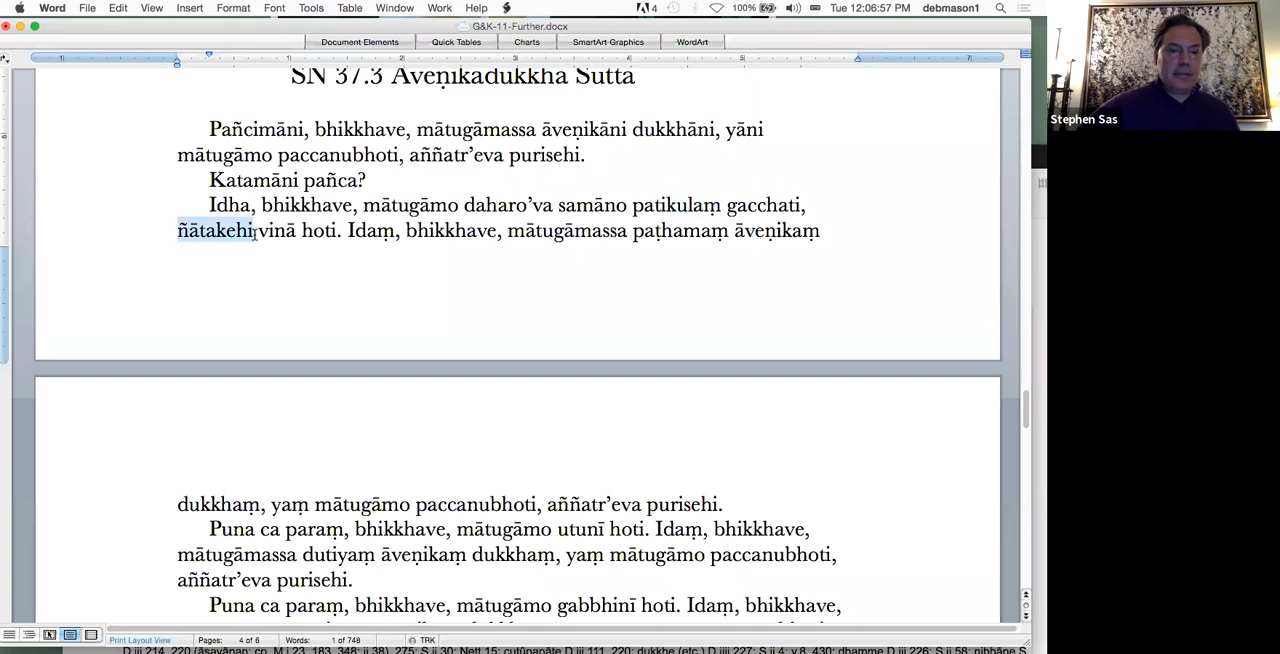 Word File Edit View Insert Format Font Tools Table Window Work Help 4 100% Tue 12:06:57 PM debmason1
G&K-11-Further.docx
Document Elements Quick Tables Charts SmartArt Graphics WordArt
SN 37.3 Āveṇikadukkha Sutta
Pañcimāni, bhikkhave, mātugāmassa āveṇikāni dukkhāni, yāni
mātugāmo paccanubhoti, aññatr’eva purisehi.
Katamāni pañca?
Idha, bhikkhave, mātugāmo daharo’va samāno patikulaṃ gacchati,
ñātakehi vinā hoti. Idaṃ, bhikkhave, mātugāmassa paṭhamaṃ āveṇikaṃ
dukkhaṃ, yaṃ mātugāmo paccanubhoti, aññatr’eva purisehi.
Puna ca paraṃ, bhikkhave, mātugāmo utunī hoti. Idaṃ, bhikkhave,
mātugāmassa dutiyaṃ āveṇikaṃ dukkhaṃ, yaṃ mātugāmo paccanubhoti,
aññatr’eva purisehi.
Puna ca paraṃ, bhikkhave, mātugāmo gabbhinī hoti. Idaṃ, bhikkhave,
Print Layout View Pages: 4 of 6 Words: 1 of 748 TRK
Stephen Sas